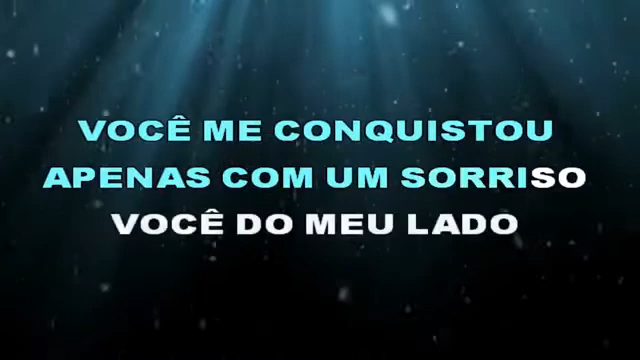 VOCÊ ME CONQUISTOU
APENAS COM UM SORRISO
VOCÊ DO MEU LADO